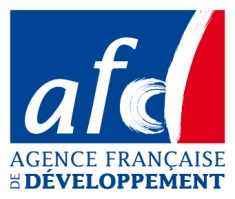 afd
AGENCE FRANÇAISE
DE DÉVELOPPEMENT